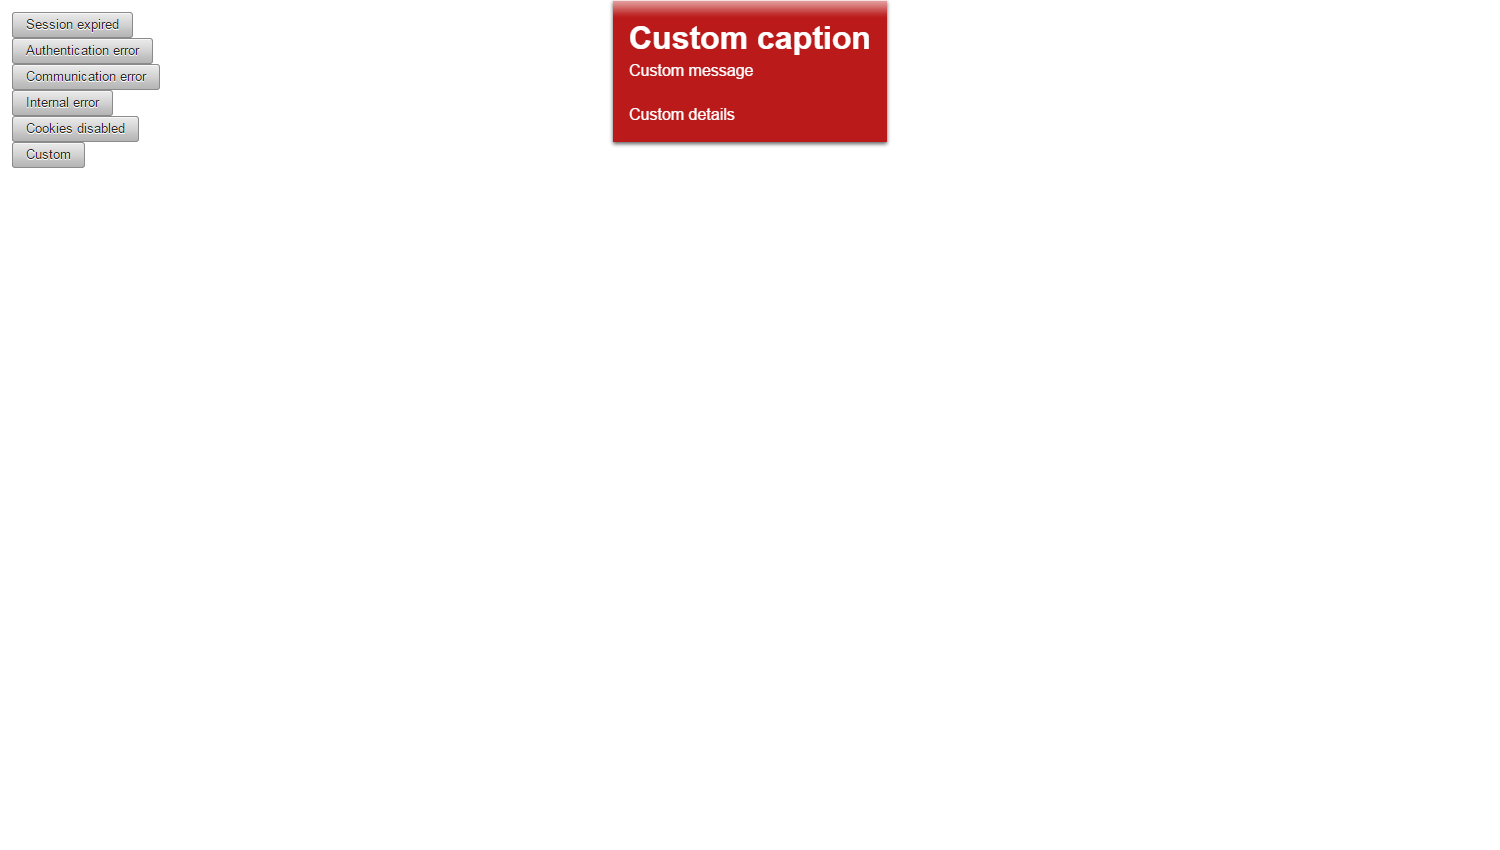 Session expired
Authentication error
Communication error
Internal error
Cookies disabled
Custom
Custom caption
Custom message
Custom details